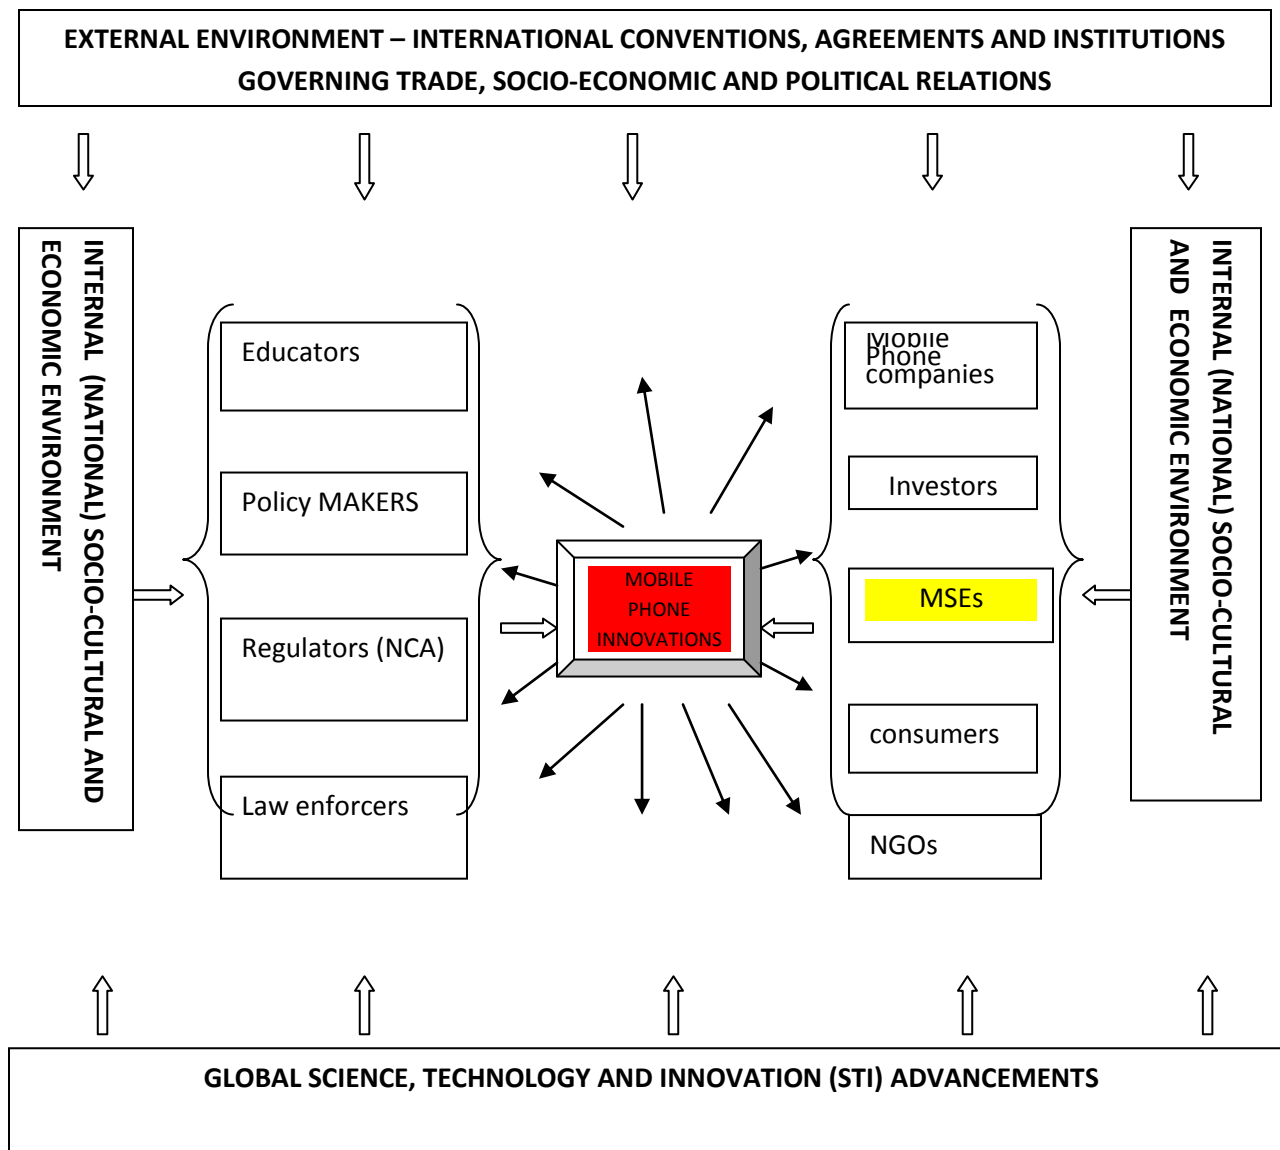 EXTERNAL ENVIRONMENT – INTERNATIONAL CONVENTIONS, AGREEMENTS AND INSTITUTIONS
GOVERNING TRADE, SOCIO-ECONOMIC AND POLITICAL RELATIONS
INTERNAL (NATIONAL) SOCIO-CULTURAL AND
ECONOMIC ENVIRONMENT
Educators
Policy MAKERS
Regulators (NCA)
Law enforcers
MOBILE
PHONE
INNOVATIONS
Mobile
Phone
companies
Investors
MSEs
consumers
NGOs
INTERNAL (NATIONAL) SOCIO-CULTURAL
AND ECONOMIC ENVIRONMENT
GLOBAL SCIENCE, TECHNOLOGY AND INNOVATION (STI) ADVANCEMENTS